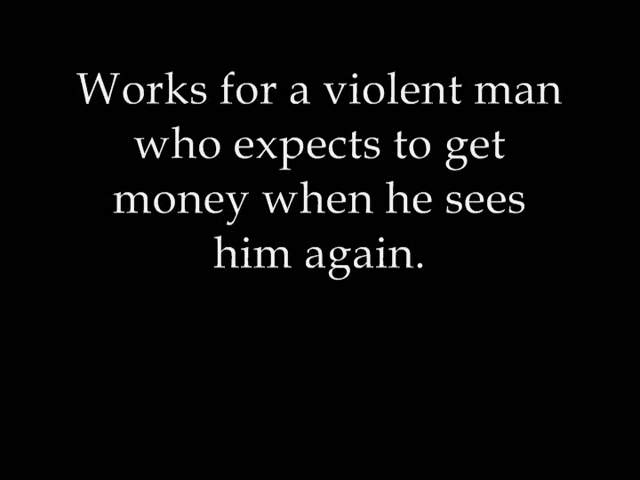 Works for a violent man
who expects to get
money when he sees
him again.